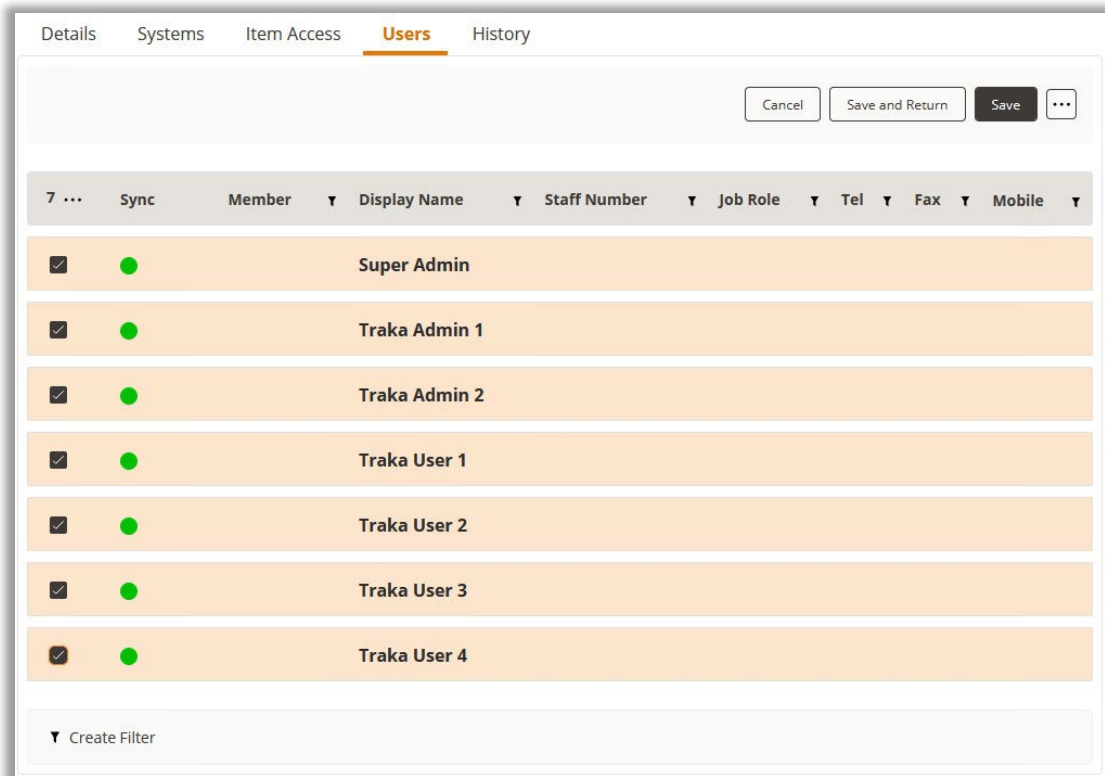 Details Systems Item Access Users History
Cancel Save and Return Save ...
7 ... Sync Member Display Name Staff Number Job Role Tel Fax Mobile
Super Admin
Traka Admin 1
Traka Admin 2
Traka User 1
Traka User 2
Traka User 3
Traka User 4
Create Filter